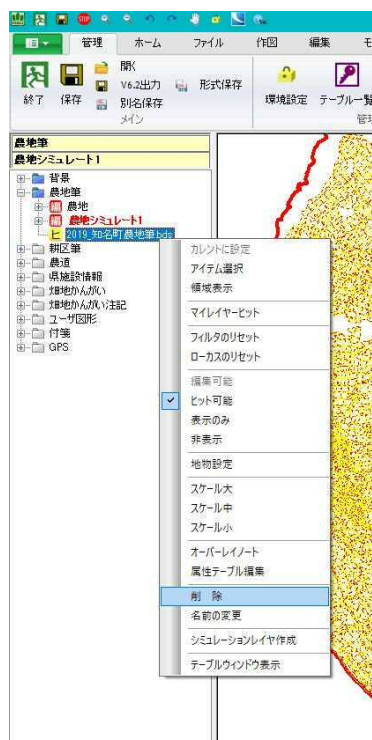 管理
ホーム
ファイル
作図
編集
モ
終了
保存
開く
V6.2出力
別名保存
形式保存
メイン
環境設定
テーブル一覧
管
農地筆
農地シミュレート1
背景
農地筆
農地
農地シミュレート1
2019_知名町農地筆.bds
耕区筆
農道
県施設情報
畑地かんがい
畑地かんがい注記
ユーザ図形
付箋
GPS
カレントに設定
アイテム選択
領域表示
マイレイヤーヒット
フィルタのリセット
ローカスのリセット
編集可能
ヒット可能
表示のみ
非表示
地物設定
スケール大
スケール中
スケール小
オーバーレイノート
属性テーブル編集
削　除
名前の変更
シミュレーションレイヤ作成
テーブルウィンドウ表示